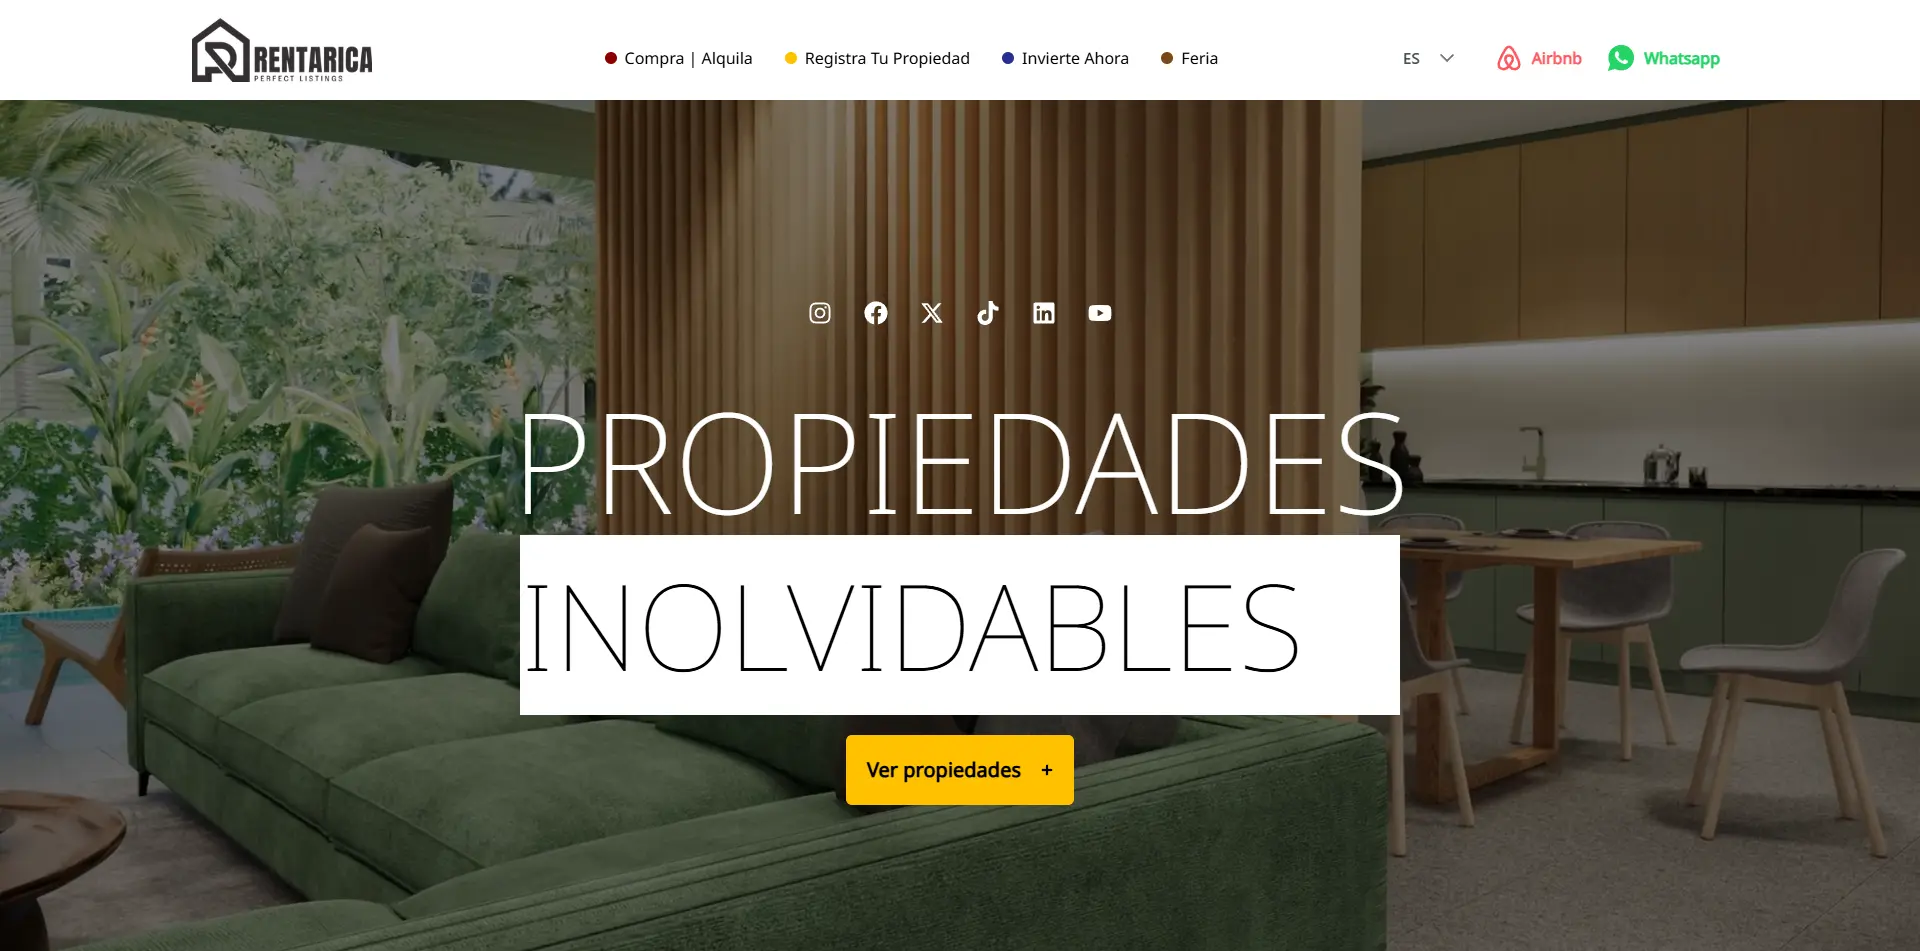 RENTARICA
PERFECT LISTINGS
Compra | Alquila
Registra Tu Propiedad
Invierte Ahora
Feria
ES
Airbnb
Whatsapp
PROPIEDADES
INOLVIDABLES
Ver propiedades +